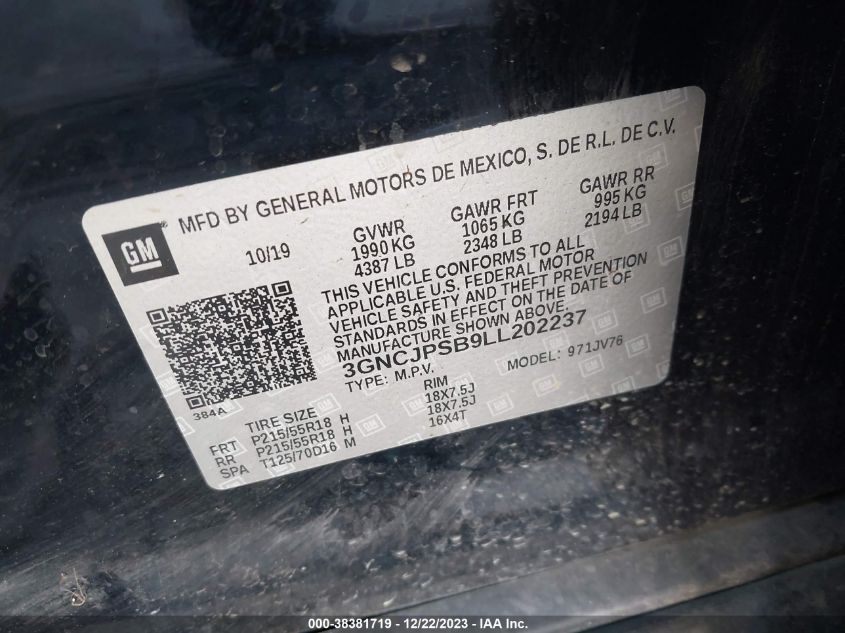 MFD BY GENERAL MOTORS DE MEXICO, S. DE R.L. DE C.V.
GM ®
10/19
GVWR GAWR FRT GAWR RR
1990 KG 1065 KG 995 KG
4387 LB 2348 LB 2194 LB
THIS VEHICLE CONFORMS TO ALL
APPLICABLE U.S. FEDERAL MOTOR
VEHICLE SAFETY AND THEFT PREVENTION
STANDARDS IN EFFECT ON THE DATE OF
MANUFACTURE SHOWN ABOVE.
3GNCJPSB9LL202237
TYPE: M.P.V. MODEL: 971JV76
384A
TIRE SIZE RIM
FRT P215/55R18 H 18X7.5J
RR P215/55R18 H 18X7.5J
SPA T125/70D16 M 16X4T
000-38381719 - 12/22/2023 - IAA Inc.